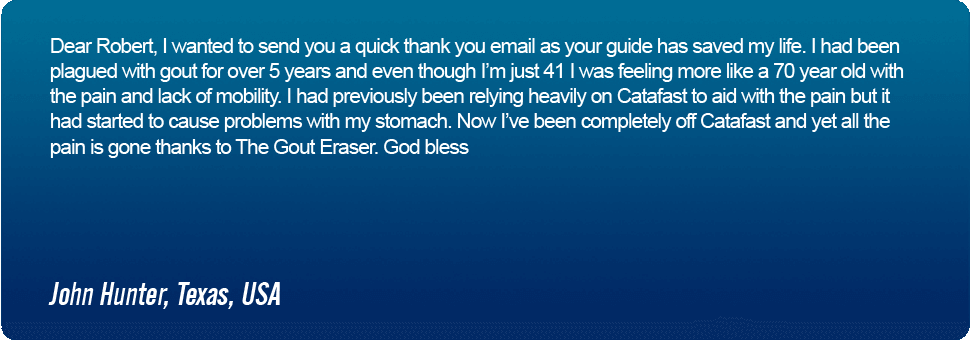 Dear Robert, I wanted to send you a quick thank you email as your guide has saved my life. I had been
plagued with gout for over 5 years and even though I'm just 41 I was feeling more like a 70 year old with
the pain and lack of mobility. I had previously been relying heavily on Catafast to aid with the pain but it
had started to cause problems with my stomach. Now I've been completely off Catafast and yet all the
pain is gone thanks to The Gout Eraser. God bless
John Hunter, Texas, USA